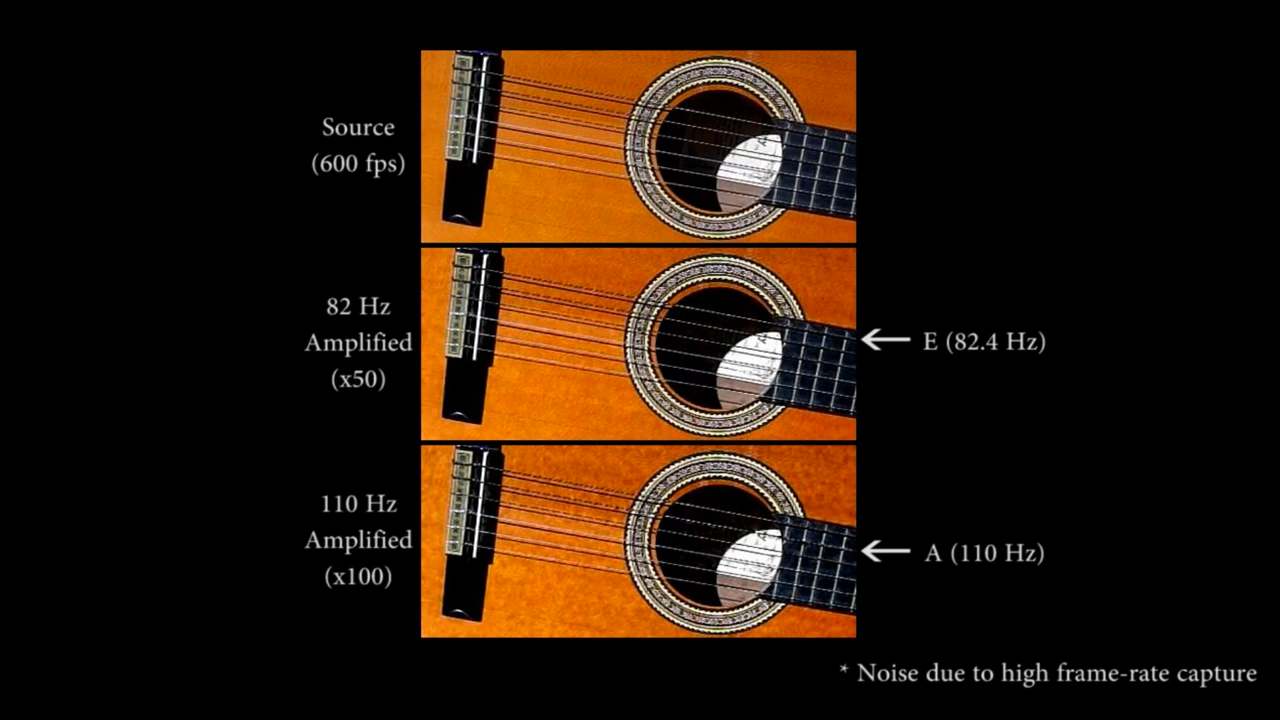 Source
(600 fps)
82 Hz
Amplified
(x50)
E (82.4 Hz)
110 Hz
Amplified
(x100)
A (110 Hz)
* Noise due to high frame-rate capture